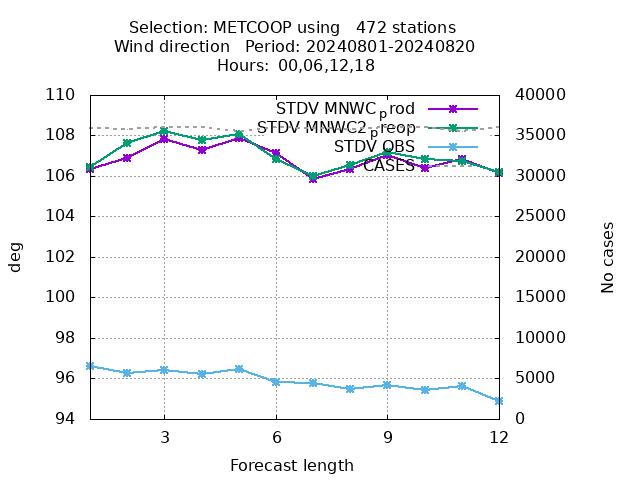 Selection: METCOOP using   472 stations
Wind direction   Period: 20240801-20240820
Hours: 00,06,12,18
110 40000
STDV MNWCprod
108 STDV MNWC2preop 35000
STDV OBS
106 CASES 30000
104 25000
102 20000
100 15000
98 10000
96 5000
94 0
deg
No cases
3 6 9 12
Forecast length